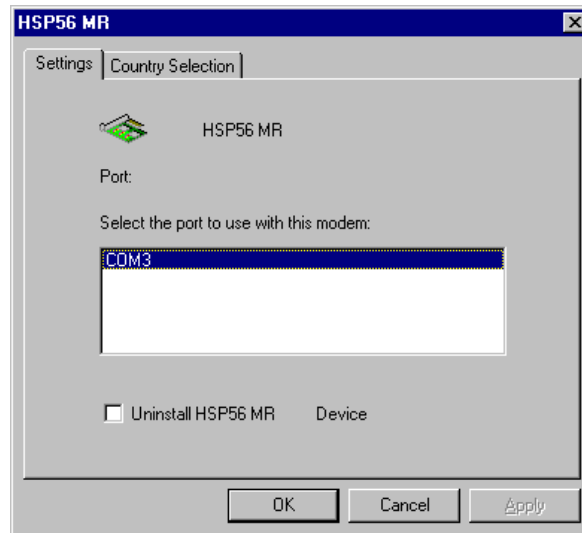 HSP56 MR
Settings Country Selection
HSP56 MR
Port:
Select the port to use with this modem:
COM3
Uninstall HSP56 MR Device
OK Cancel Apply